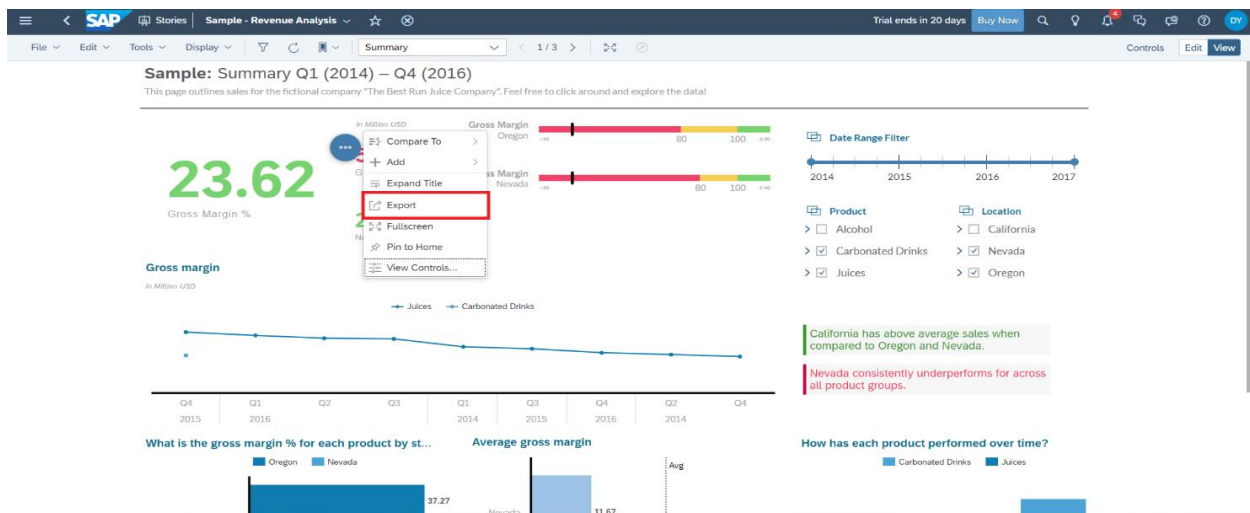 SAP Stories Sample - Revenue Analysis Trial ends in 20 days Buy Now 4 DY
File Edit Tools Display Summary 1 / 3 Controls Edit View
Sample: Summary Q1 (2014) – Q4 (2016)
This page outlines sales for the fictional company "The Best Run Juice Company". Feel free to click around and explore the data!
23.62
Gross Margin %
in Million USD
Compare To
Add
Expand Title
Export
Fullscreen
Pin to Home
View Controls...
Gross Margin
Oregon
80 100
Gross Margin
Nevada
80 100
Date Range Filter
2014 2015 2016 2017
Product
Alcohol
Carbonated Drinks
Juices
Location
California
Nevada
Oregon
Gross margin
in Million USD
Juices Carbonated Drinks
Q4 Q1 Q2 Q3 Q1 Q3 Q4 Q2 Q4
2015 2016 2014 2015 2016 2014
California has above average sales when
compared to Oregon and Nevada.
Nevada consistently underperforms for across
all product groups.
What is the gross margin % for each product by st...
Oregon Nevada
37.27
Average gross margin
Avg
Nevada 11.67
How has each product performed over time?
Carbonated Drinks Juices